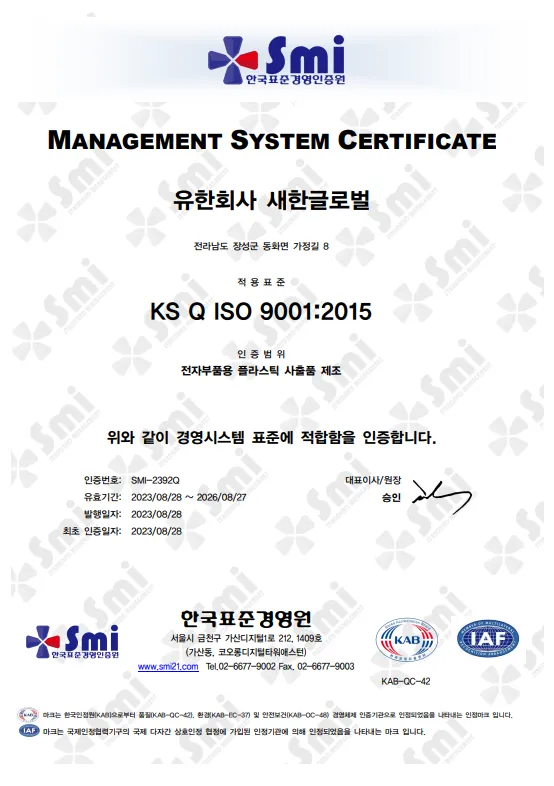 Smi
한국표준경영인증원
MANAGEMENT SYSTEM CERTIFICATE
유한회사 새한글로벌
전라남도 장성군 동화면 가정길 8
적 용 표 준
KS Q ISO 9001:2015
인 증 범 위
전자부품용 플라스틱 사출품 제조
위와 같이 경영시스템 표준에 적합함을 인증합니다.
인증번호: SMI-2392Q
유효기간: 2023/08/28 ~ 2026/08/27
발행일자: 2023/08/28
최초 인증일자: 2023/08/28
대표이사/원장
승인
Smi
한국표준경영인증원
한국표준경영원
서울시 금천구 가산디지털1로 212, 1409호
(가산동, 코오롱디지털타워애스턴)
www.smi21.com Tel.02-6677-9002 Fax. 02-6677-9003
KAB
IAF
KAB-QC-42
KAB 마크는 한국인정원(KAB)으로부터 품질(KAB-QC-42), 환경(KAB-EC-37) 및 안전보건(KAB-OC-48) 경영체제 인증기관으로 인정되었음을 나타내는 인정마크 입니다.
IAF 마크는 국제인정협력기구의 국제 다자간 상호인정 협정에 가입된 인정기관에 의해 인정되었음을 나타내는 마크 입니다.